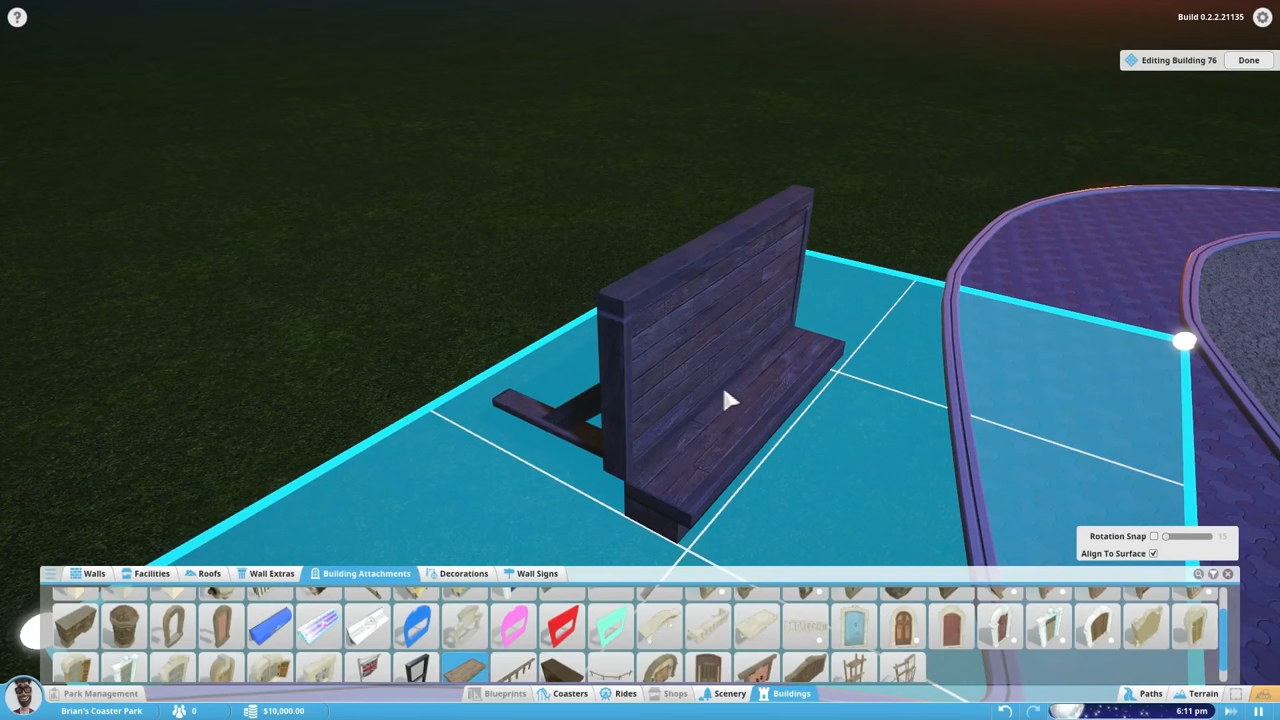 ?
Build 0.2.2.21135
Editing Building 76 Done
Rotation Snap 15
Align To Surface
Walls Facilities Roofs Wall Extras Building Attachments Decorations Wall Signs
Park Management Blueprints Coasters Rides Shops Scenery Buildings Paths Terrain
Brian's Coaster Park 0 $10,000.00 6:11 pm